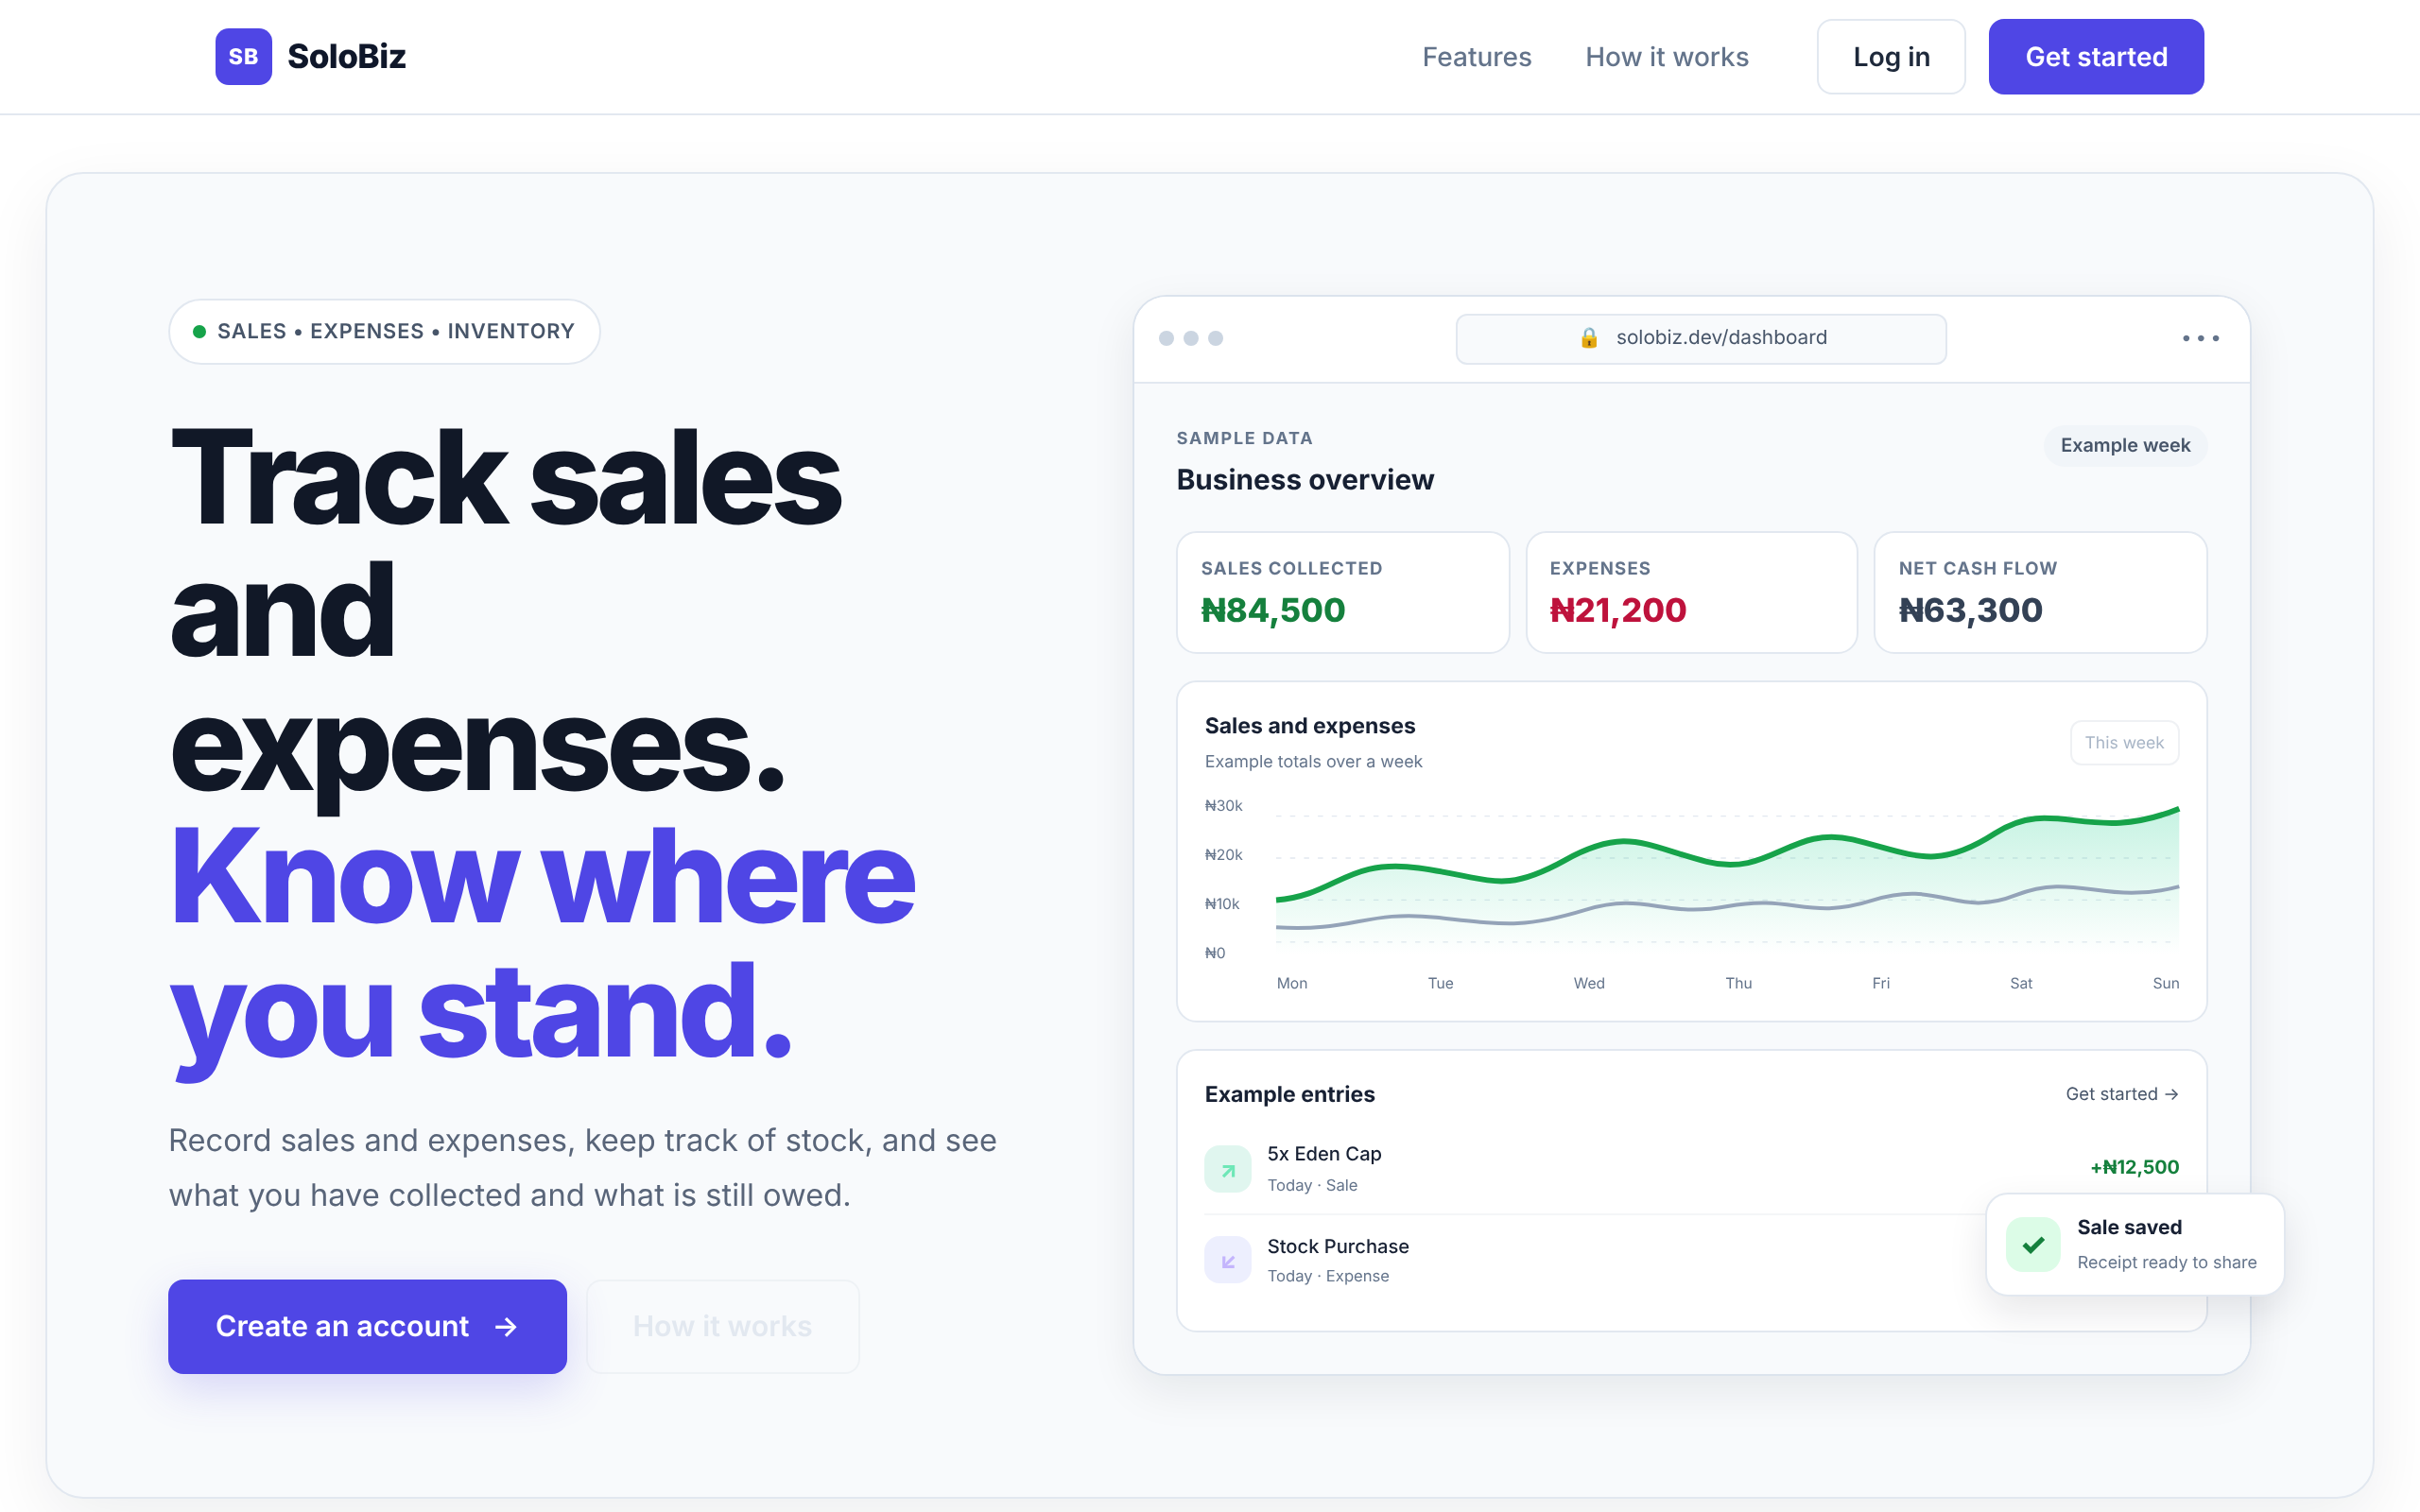 SB SoloBiz
Features
How it works
Log in
Get started
SALES • EXPENSES • INVENTORY
Track sales
and
expenses.
Know where
you stand.
Record sales and expenses, keep track of stock, and see
what you have collected and what is still owed.
Create an account →
How it works
solobiz.dev/dashboard
SAMPLE DATA
Business overview
Example week
SALES COLLECTED
₦84,500
EXPENSES
₦21,200
NET CASH FLOW
₦63,300
Sales and expenses
Example totals over a week
This week
₦30k
₦20k
₦10k
₦0
Mon Tue Wed Thu Fri Sat Sun
Example entries
Get started →
5x Eden Cap
Today · Sale
+₦12,500
Stock Purchase
Today · Expense
Sale saved
Receipt ready to share